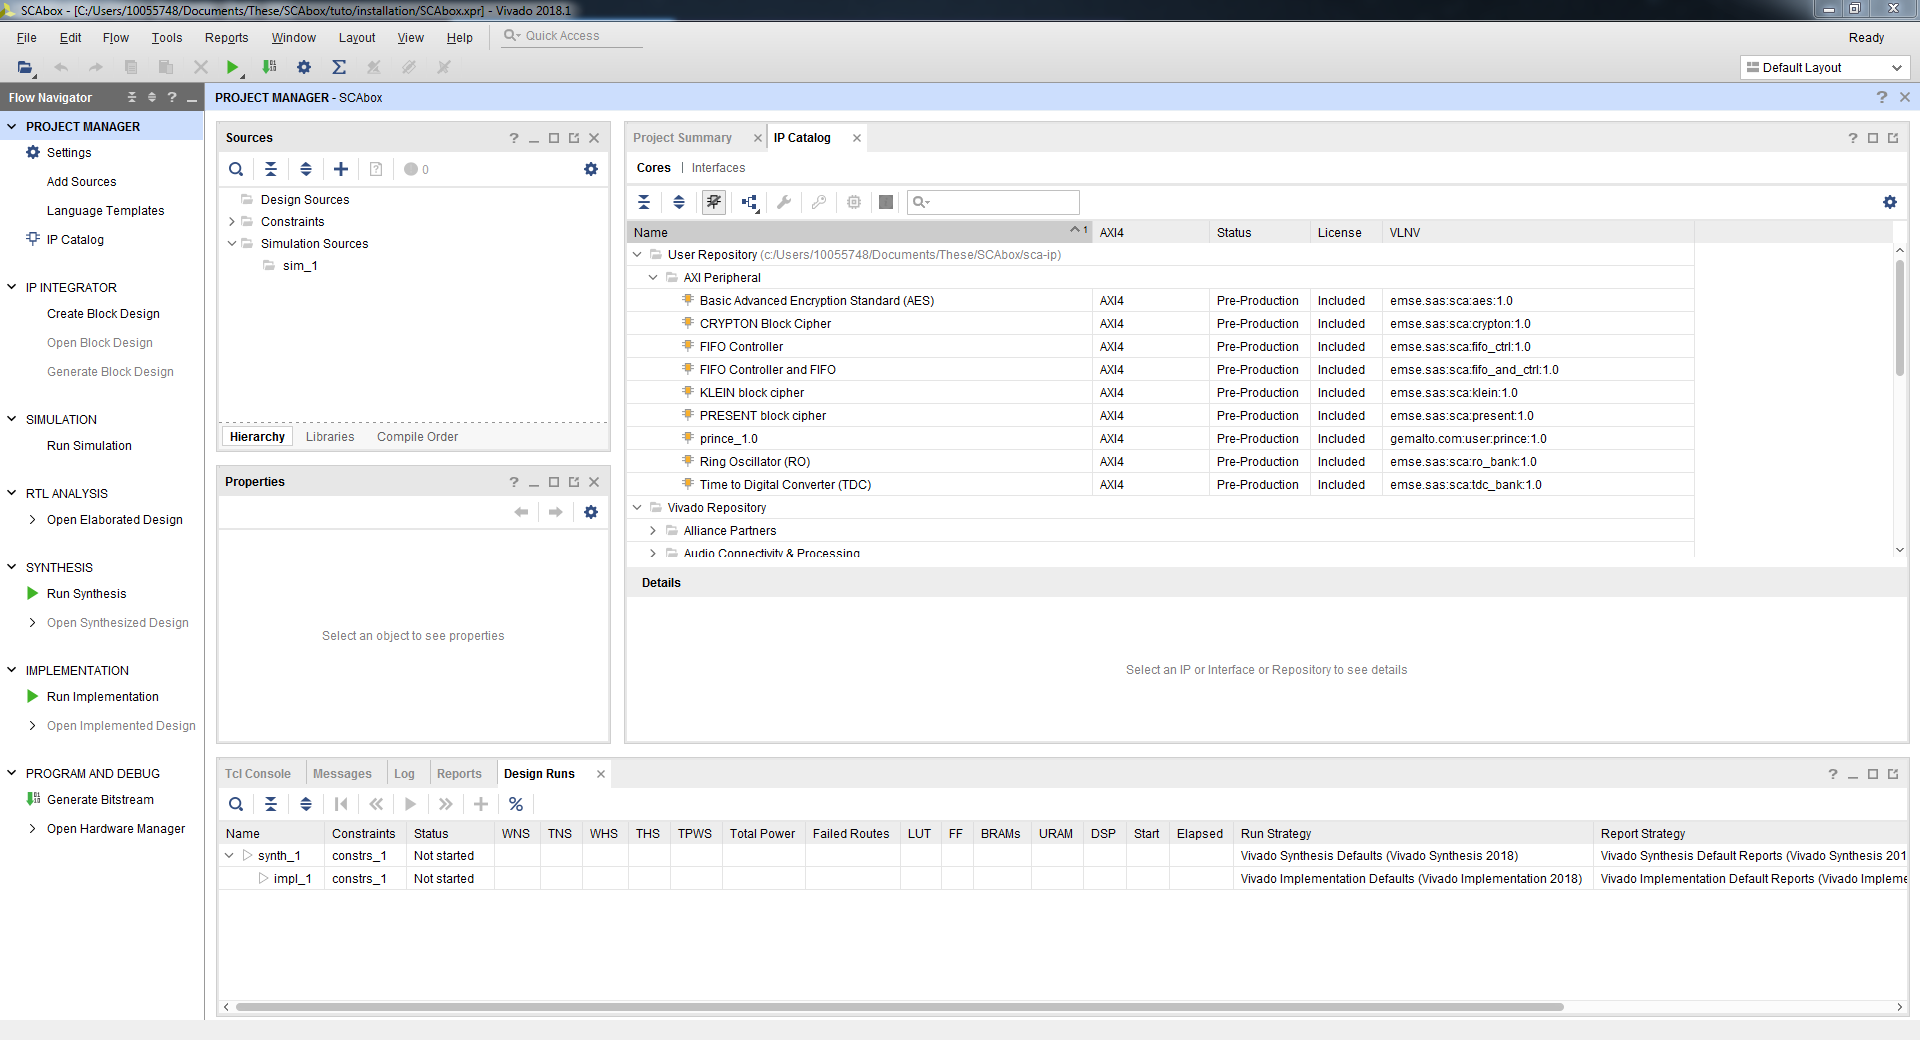 SCAbox - [C:/Users/10055748/Documents/These/SCAbox/tuto/installation/SCAbox.xpr] - Vivado 2018.1
File Edit Flow Tools Reports Window Layout View Help Quick Access Ready
Default Layout
Flow Navigator
PROJECT MANAGER
Settings
Add Sources
Language Templates
IP Catalog
IP INTEGRATOR
Create Block Design
Open Block Design
Generate Block Design
SIMULATION
Run Simulation
RTL ANALYSIS
Open Elaborated Design
SYNTHESIS
Run Synthesis
Open Synthesized Design
IMPLEMENTATION
Run Implementation
Open Implemented Design
PROGRAM AND DEBUG
Generate Bitstream
Open Hardware Manager
PROJECT MANAGER - SCAbox
Sources
0
Design Sources
Constraints
Simulation Sources
sim_1
Hierarchy Libraries Compile Order
Properties
Select an object to see properties
Project Summary IP Catalog
Cores | Interfaces
Name 1 AXI4 Status License VLNV
User Repository (c:/Users/10055748/Documents/These/SCAbox/sca-ip)
AXI Peripheral
Basic Advanced Encryption Standard (AES) AXI4 Pre-Production Included emse.sas:sca:aes:1.0
CRYPTON Block Cipher AXI4 Pre-Production Included emse.sas:sca:crypton:1.0
FIFO Controller AXI4 Pre-Production Included emse.sas:sca:fifo_ctrl:1.0
FIFO Controller and FIFO AXI4 Pre-Production Included emse.sas:sca:fifo_and_ctrl:1.0
KLEIN block cipher AXI4 Pre-Production Included emse.sas:sca:klein:1.0
PRESENT block cipher AXI4 Pre-Production Included emse.sas:sca:present:1.0
prince_1.0 AXI4 Pre-Production Included gemalto.com:user:prince:1.0
Ring Oscillator (RO) AXI4 Pre-Production Included emse.sas:sca:ro_bank:1.0
Time to Digital Converter (TDC) AXI4 Pre-Production Included emse.sas:sca:tdc_bank:1.0
Vivado Repository
Alliance Partners
Audio Connectivity & Processing
Details
Select an IP or Interface or Repository to see details
Tcl Console Messages Log Reports Design Runs
Name Constraints Status WNS TNS WHS THS TPWS Total Power Failed Routes LUT FF BRAMs URAM DSP Start Elapsed Run Strategy Report Strategy
synth_1 constrs_1 Not started Vivado Synthesis Defaults (Vivado Synthesis 2018) Vivado Synthesis Default Reports (Vivado Synthesis 201
impl_1 constrs_1 Not started Vivado Implementation Defaults (Vivado Implementation 2018) Vivado Implementation Default Reports (Vivado Impleme